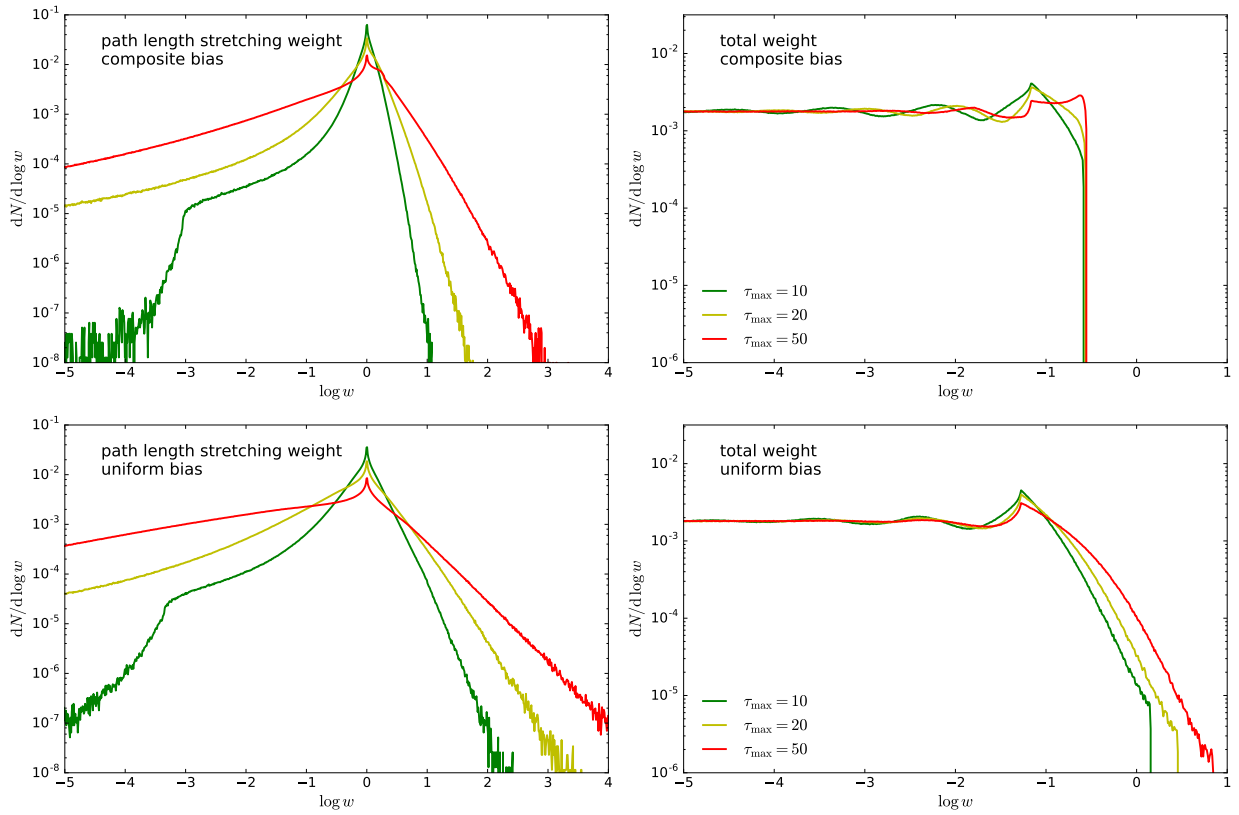 path length stretching weight
composite bias
10⁻¹
10⁻²
10⁻³
10⁻⁴
10⁻⁵
10⁻⁶
10⁻⁷
10⁻⁸
dN/d log w
−5 −4 −3 −2 −1 0 1 2 3 4
log w
total weight
composite bias
10⁻²
10⁻³
10⁻⁴
10⁻⁵
10⁻⁶
dN/d log w
τmax = 10
τmax = 20
τmax = 50
−5 −4 −3 −2 −1 0 1
log w
path length stretching weight
uniform bias
10⁻¹
10⁻²
10⁻³
10⁻⁴
10⁻⁵
10⁻⁶
10⁻⁷
10⁻⁸
dN/d log w
−5 −4 −3 −2 −1 0 1 2 3 4
log w
total weight
uniform bias
10⁻²
10⁻³
10⁻⁴
10⁻⁵
10⁻⁶
dN/d log w
τmax = 10
τmax = 20
τmax = 50
−5 −4 −3 −2 −1 0 1
log w